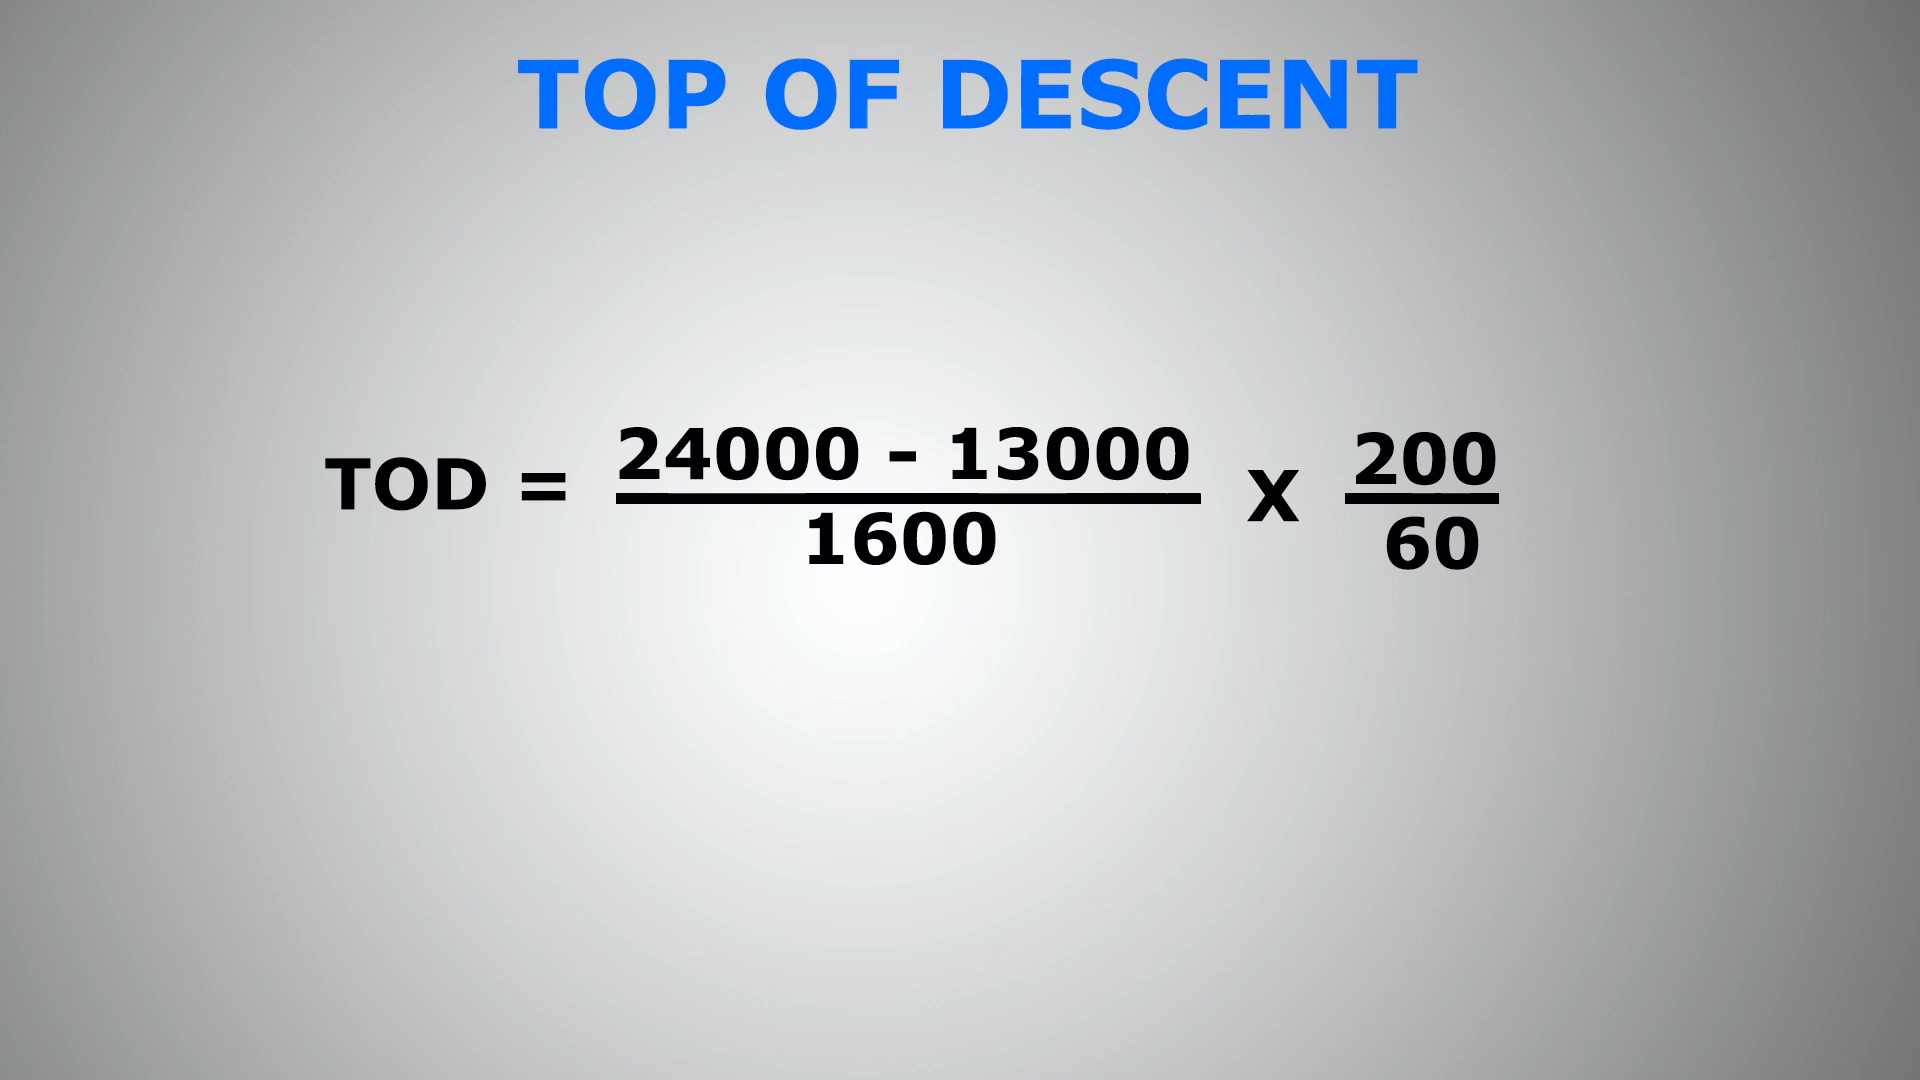 TOP OF DESCENT
24000 - 13000 200
TOD = X
1600 60